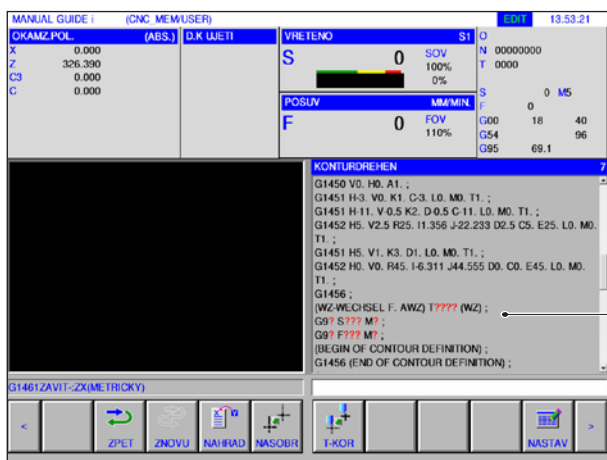 MANUAL GUIDE i (CNC_MEM/USER) EDIT 13:53:21
OKAMZ.POL. (ABS.) D.K UJETI VRETENO S1 O
X 0.000
Z 326.390
C3 0.000
C 0.000
S 0 SOV
100%
0%
N 00000000
T 0000
POSUV MM/MIN.
F 0 FOV
110%
S 0 M5
F 0
G00 18 40
G54 96
G95 69.1
KONTURDREHEN 7
G1450 V0. H0. A1. ;
G1451 H-3. V0. K1. C-3. L0. M0. T1. ;
G1451 H-11. V-0.5 K2. D-0.5 C-11. L0. M0. T1. ;
G1452 H5. V2.5 R25. I1.356 J-22.233 D2.5 C5. E25. L0. M0.
T1. ;
G1451 H5. V1. K3. D1. L0. M0. T1. ;
G1452 H0. V0. R45. I-6.311 J44.555 D0. C0. E45. L0. M0.
T1. ;
G1456 ;
(WZ-WECHSEL F. AWZ) T???? (WZ) ;
G9? S??? M? ;
G9? F??? M? ;
(BEGIN OF CONTOUR DEFINITION) ;
G1456 (END OF CONTOUR DEFINITION) ;
G1461ZAVIT-:ZX(METRICKY)
< ZPET ZNOVU NAHRAD NASOBR T-KOR NASTAV >